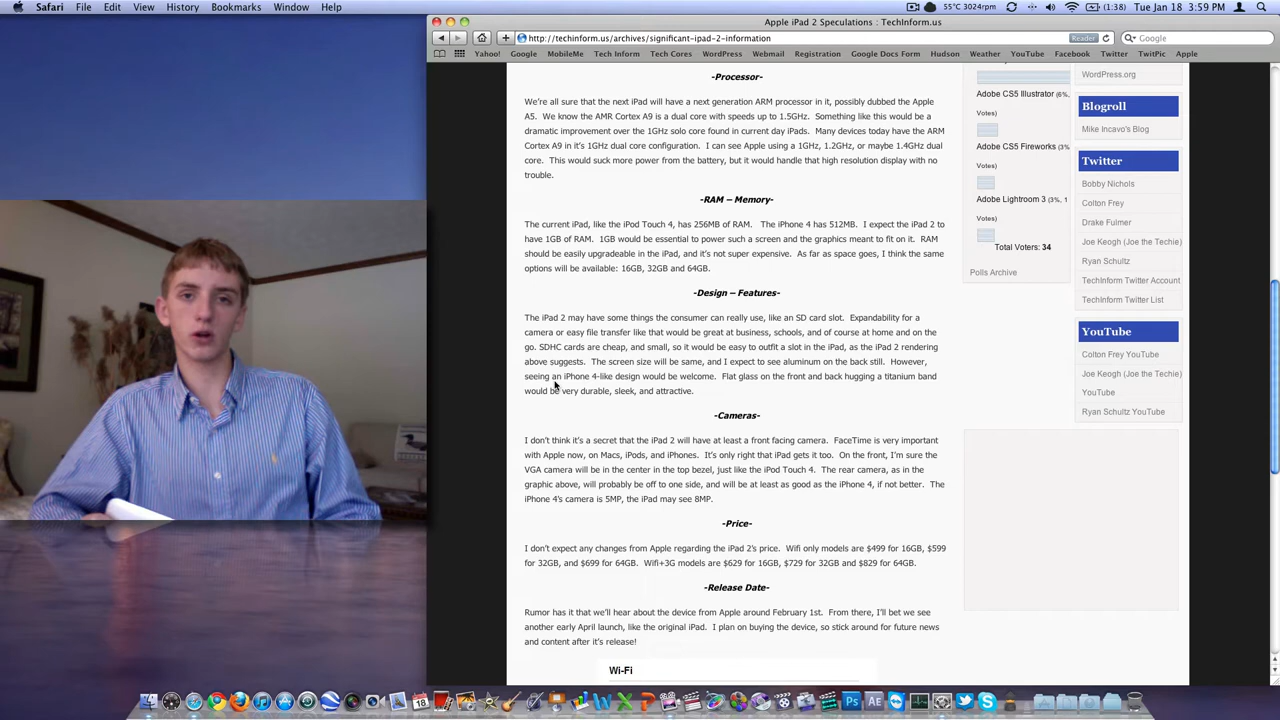 Safari File Edit View History Bookmarks Window Help 55°C 3024rpm (1:38) Tue Jan 18 3:59 PM
Apple iPad 2 Speculations : TechInform.us
http://techinform.us/archives/significant-ipad-2-information Reader Google
Yahoo! Google MobileMe Tech Inform Tech Cores WordPress Webmail Registration Google Docs Form Hudson Weather YouTube Facebook Twitter TwitPic Apple
-Processor-
We're all sure that the next iPad will have a next generation ARM processor in it, possibly dubbed the Apple
A5. We know the AMR Cortex A9 is a dual core with speeds up to 1.5GHz. Something like this would be a
dramatic improvement over the 1GHz solo core found in current day iPads. Many devices today have the ARM
Cortex A9 in it's 1GHz dual core configuration. I can see Apple using a 1GHz, 1.2GHz, or maybe 1.4GHz dual
core. This would suck more power from the battery, but it would handle that high resolution display with no
trouble.
-RAM – Memory-
The current iPad, like the iPod Touch 4, has 256MB of RAM. The iPhone 4 has 512MB. I expect the iPad 2 to
have 1GB of RAM. 1GB would be essential to power such a screen and the graphics meant to fit on it. RAM
should be easily upgradeable in the iPad, and it's not super expensive. As far as space goes, I think the same
options will be available: 16GB, 32GB and 64GB.
-Design – Features-
The iPad 2 may have some things the consumer can really use, like an SD card slot. Expandability for a
camera or easy file transfer like that would be great at business, schools, and of course at home and on the
go. SDHC cards are cheap, and small, so it would be easy to outfit a slot in the iPad, as the iPad 2 rendering
above suggests. The screen size will be same, and I expect to see aluminum on the back still. However,
seeing an iPhone 4-like design would be welcome. Flat glass on the front and back hugging a titanium band
would be very durable, sleek, and attractive.
-Cameras-
I don't think it's a secret that the iPad 2 will have at least a front facing camera. FaceTime is very important
with Apple now, on Macs, iPods, and iPhones. It's only right that iPad gets it too. On the front, I'm sure the
VGA camera will be in the center in the top bezel, just like the iPod Touch 4. The rear camera, as in the
graphic above, will probably be off to one side, and will be at least as good as the iPhone 4, if not better. The
iPhone 4's camera is 5MP, the iPad may see 8MP.
-Price-
I don't expect any changes from Apple regarding the iPad 2's price. Wifi only models are $499 for 16GB, $599
for 32GB, and $699 for 64GB. Wifi+3G models are $629 for 16GB, $729 for 32GB and $829 for 64GB.
-Release Date-
Rumor has it that we'll hear about the device from Apple around February 1st. From there, I'll bet we see
another early April launch, like the original iPad. I plan on buying the device, so stick around for future news
and content after it's release!
Wi-Fi
Adobe CS5 Illustrator (6%,
Votes)
Adobe CS5 Fireworks (3%
Votes)
Adobe Lightroom 3 (3%, 1
Votes)
Total Voters: 34
Polls Archive
WordPress.org
Blogroll
Mike Incavo's Blog
Twitter
Bobby Nichols
Colton Frey
Drake Fulmer
Joe Keogh (Joe the Techie)
Ryan Schultz
TechInform Twitter Account
TechInform Twitter List
YouTube
Colton Frey YouTube
Joe Keogh (Joe the Techie)
YouTube
Ryan Schultz YouTube
18
Ps Ae